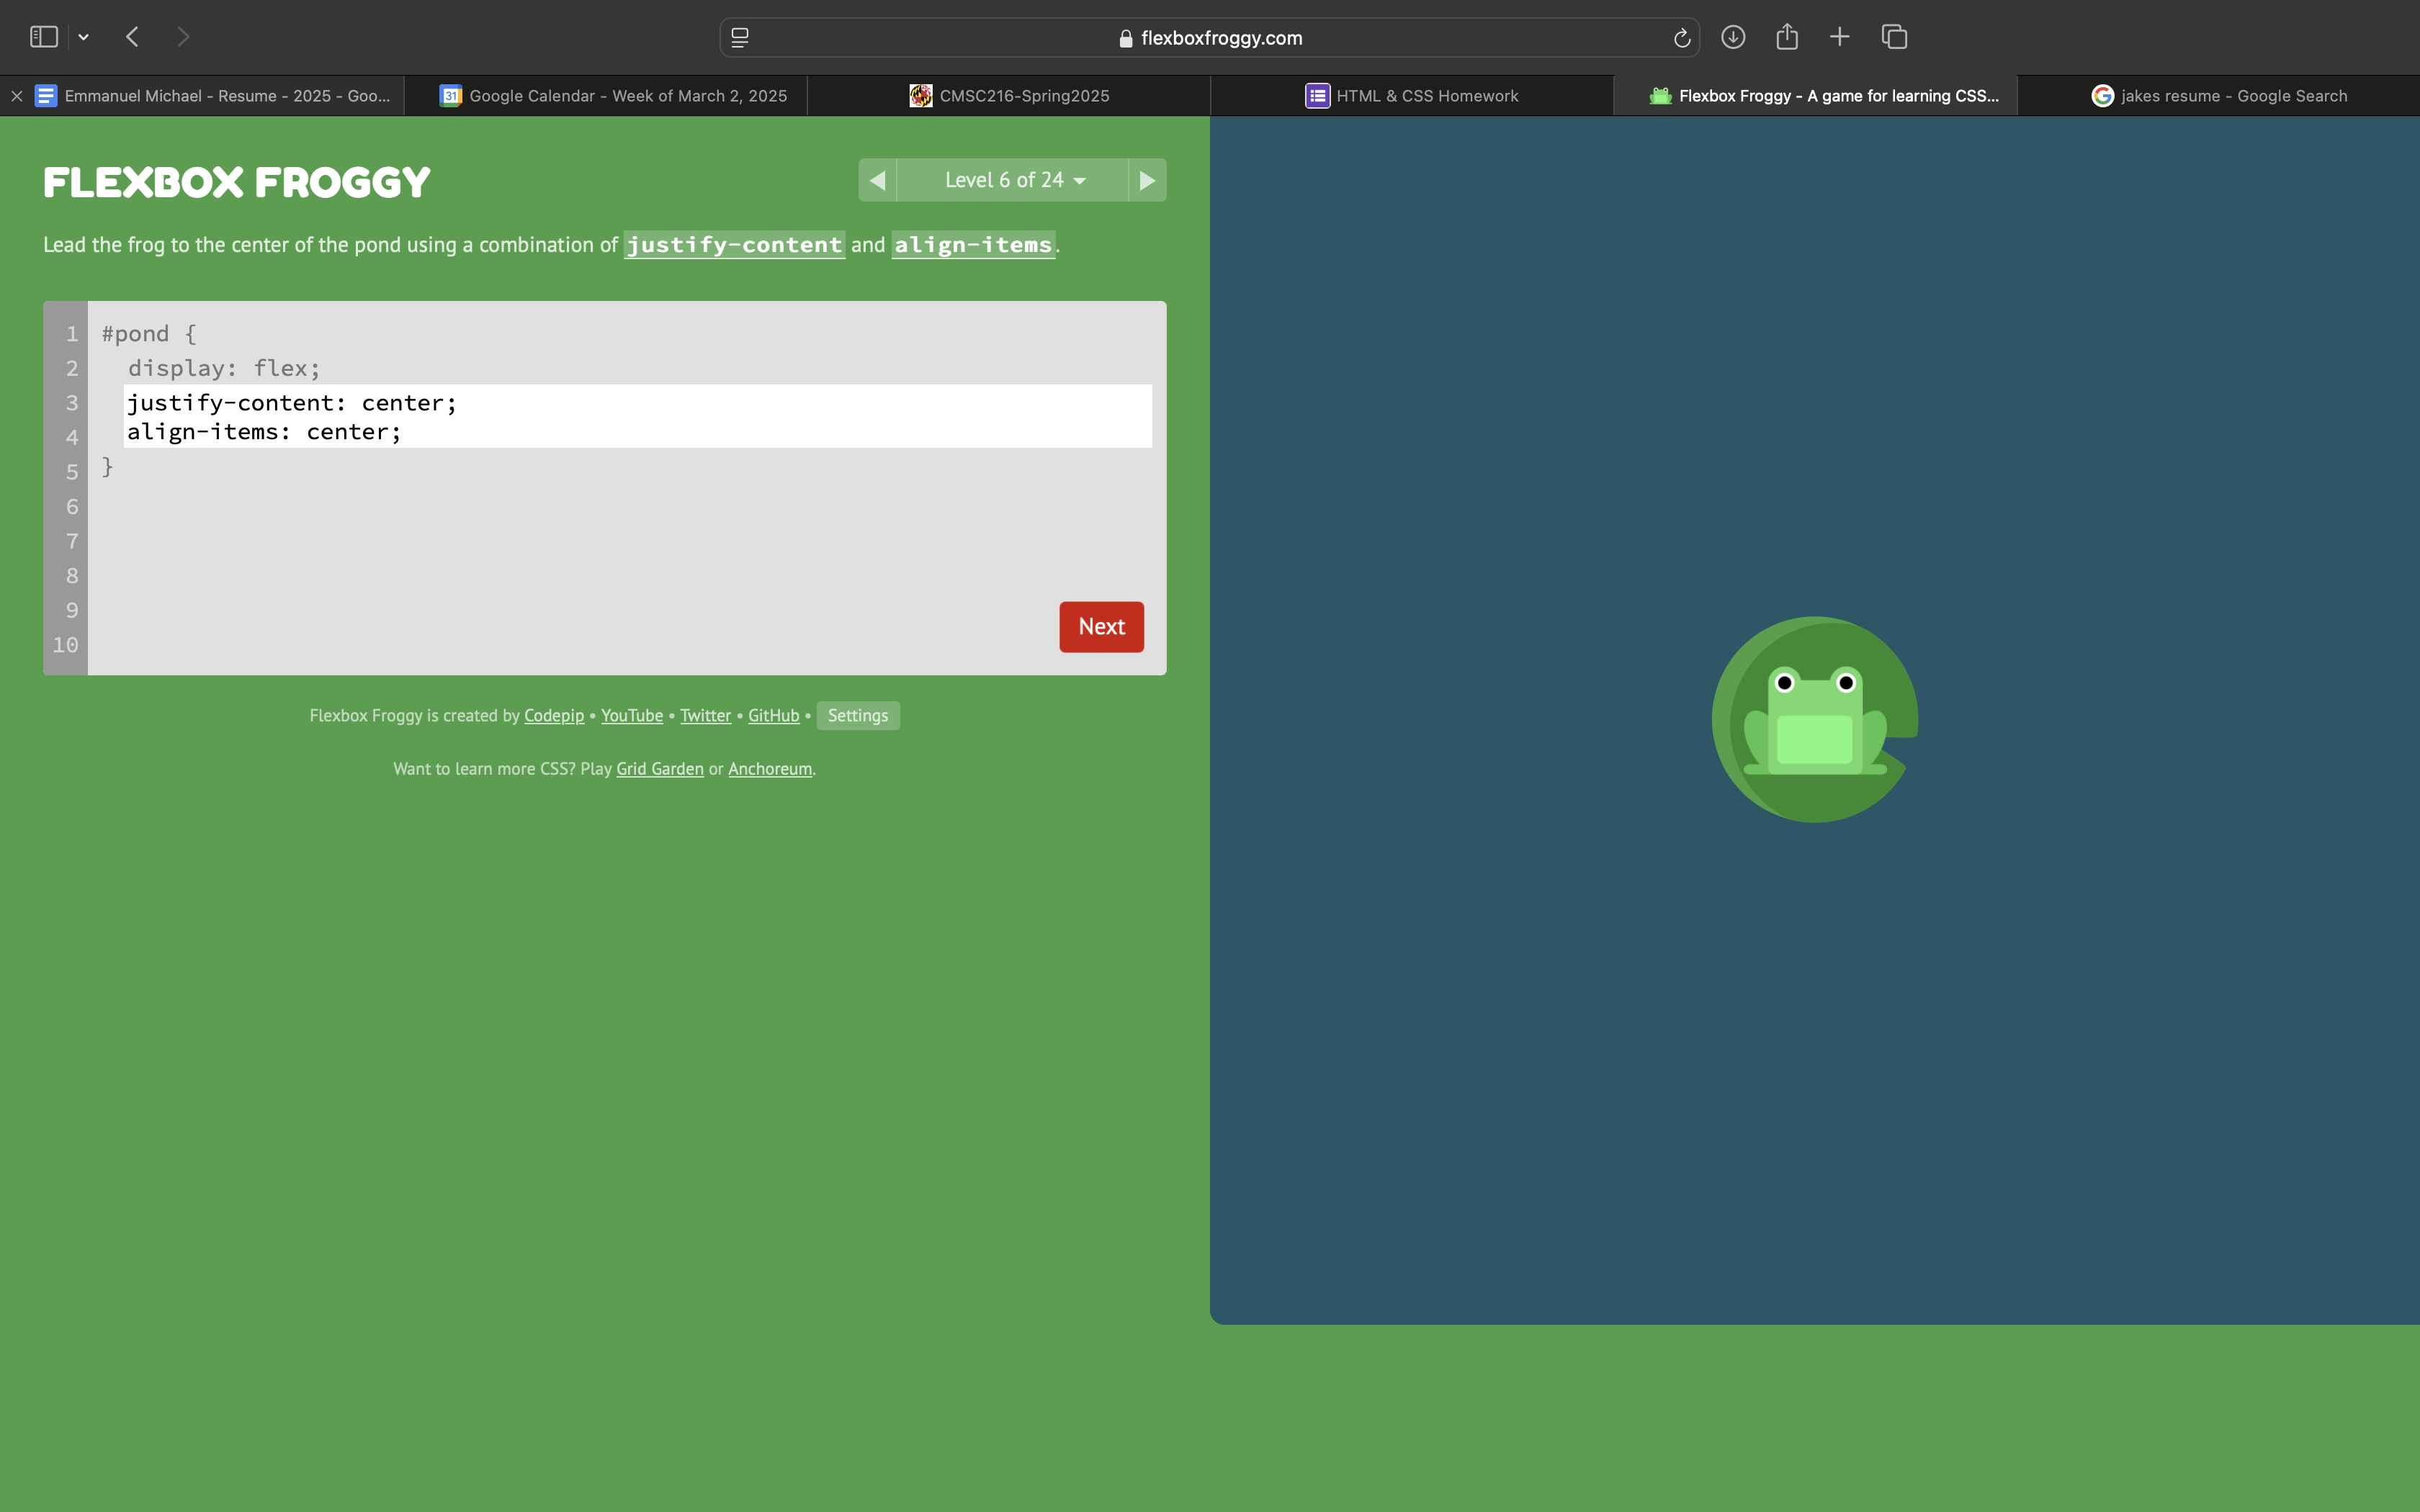 flexboxfroggy.com
Emmanuel Michael - Resume - 2025 - Goo...
31 Google Calendar - Week of March 2, 2025
CMSC216-Spring2025
HTML & CSS Homework
Flexbox Froggy - A game for learning CSS...
jakes resume - Google Search
FLEXBOX FROGGY
Level 6 of 24
Lead the frog to the center of the pond using a combination of justify-content and align-items.
1 #pond {
2 display: flex;
3 justify-content: center;
4 align-items: center;
5 }
6
7
8
9
10
Next
Flexbox Froggy is created by Codepip • YouTube • Twitter • GitHub • Settings
Want to learn more CSS? Play Grid Garden or Anchoreum.